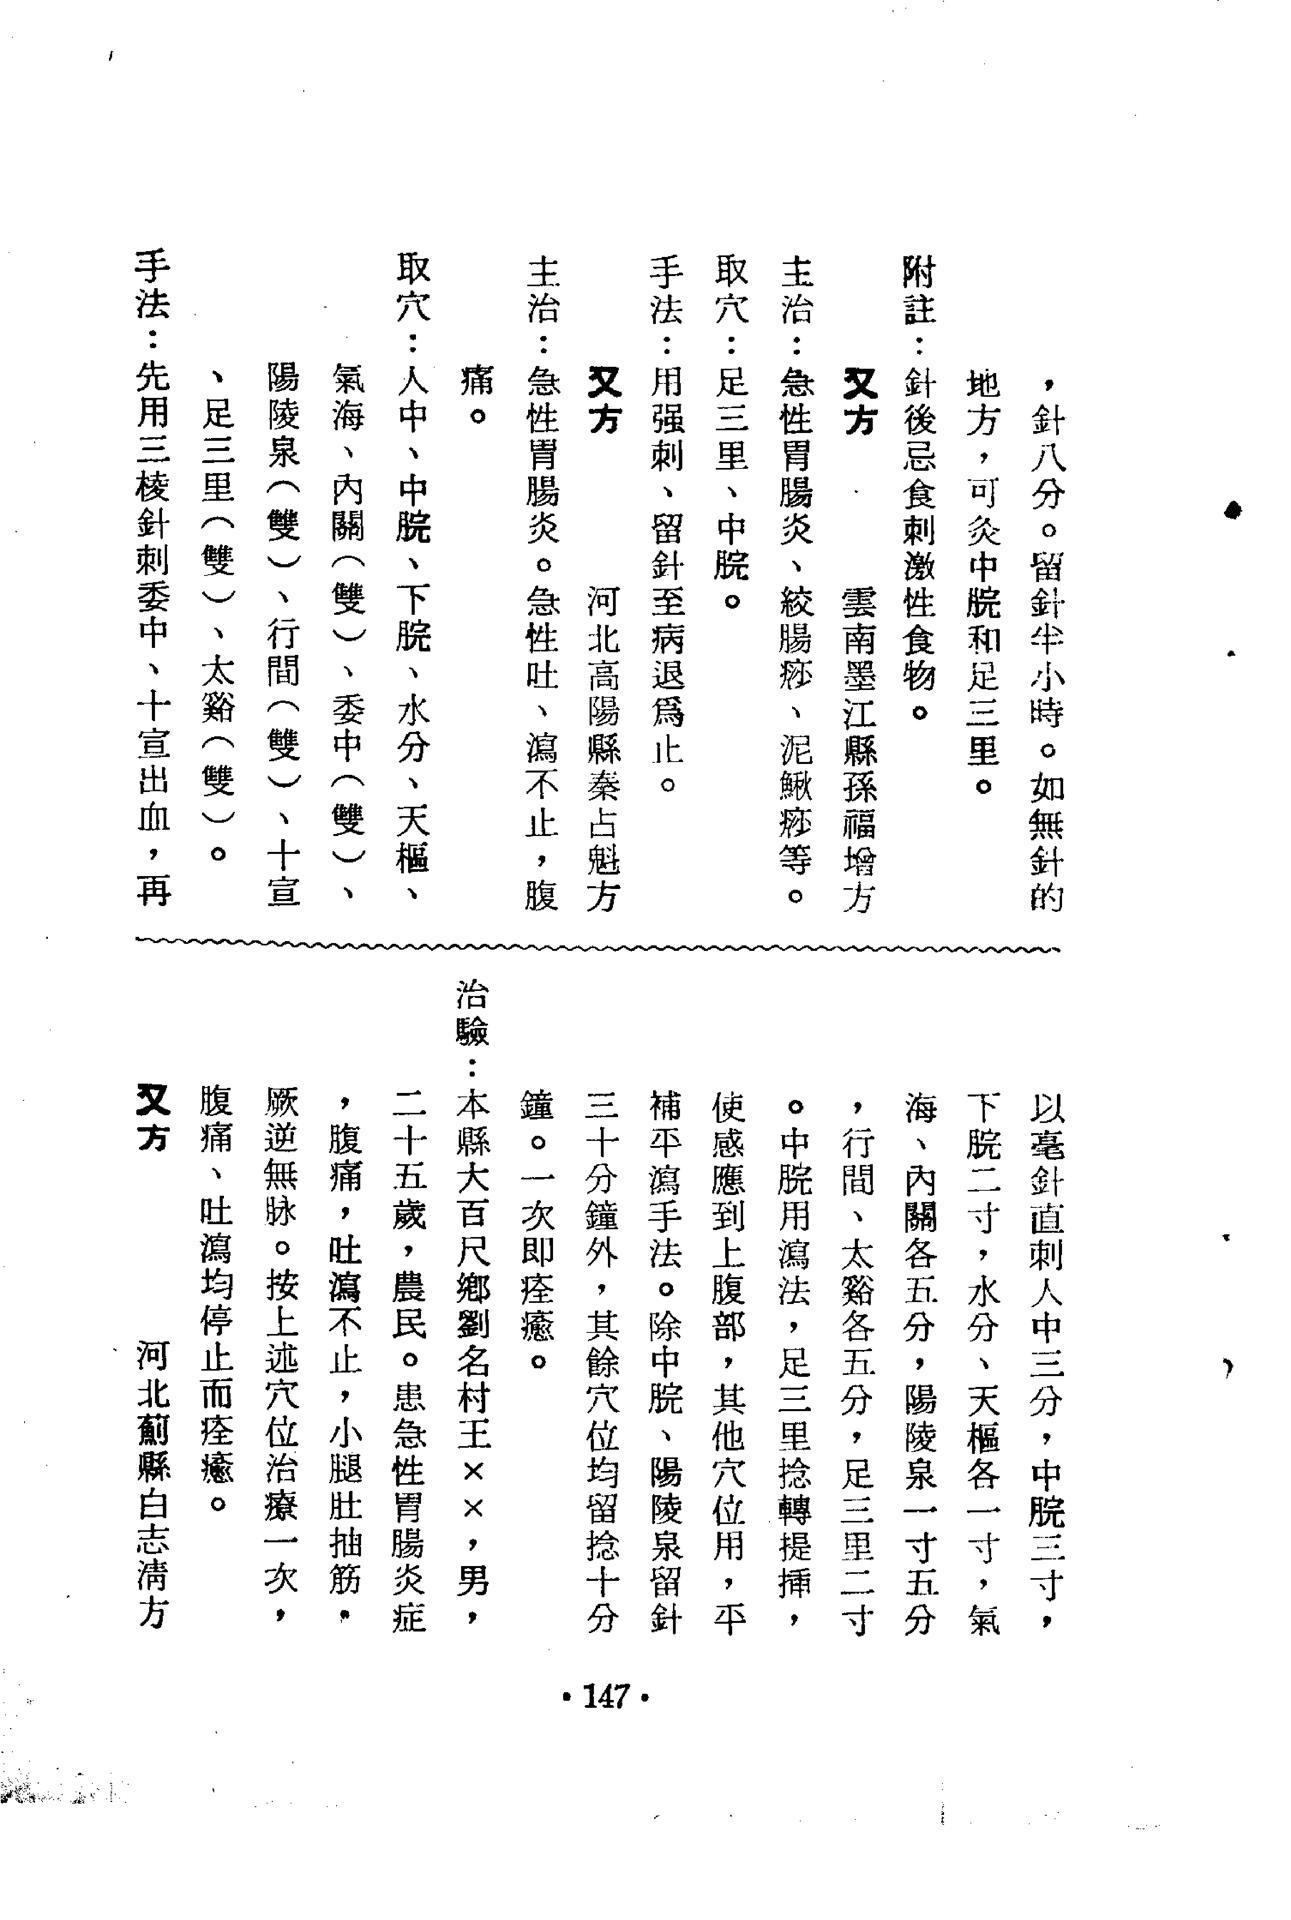 ，針八分。留針半小時。如無針的
地方，可灸中脘和足三里。
附註：針後忌食刺激性食物。
又方　　雲南墨江縣孫福增方
主治：急性胃腸炎、絞腸痧、泥鰍痧等。
取穴：足三里、中脘。
手法：用强刺、留針至病退爲止。
又方　　河北高陽縣秦占魁方
主治：急性胃腸炎。急性吐、瀉不止，腹
痛。
取穴：人中、中脘、下脘、水分、天樞、
氣海、內關（雙）、委中（雙）、
陽陵泉（雙）、行間（雙）、十宣
、足三里（雙）、太谿（雙）。
手法：先用三棱針刺委中、十宣出血，再
以毫針直刺人中三分，中脘三寸，
下脘二寸，水分、天樞各一寸，氣
海、內關各五分，陽陵泉一寸五分
，行間、太谿各五分，足三里二寸
。中脘用瀉法，足三里捻轉提揷，
使感應到上腹部，其他穴位用，平
補平瀉手法。除中脘、陽陵泉留針
三十分鐘外，其餘穴位均留捻十分
鐘。一次即痊癒。
治驗：本縣大百尺鄉劉名村王××，男，
二十五歲，農民。患急性胃腸炎症
，腹痛，吐瀉不止，小腿肚抽筋，
厥逆無脉。按上述穴位治療一次，
腹痛、吐瀉均停止而痊癒。
又方　　河北薊縣白志淸方
·147·